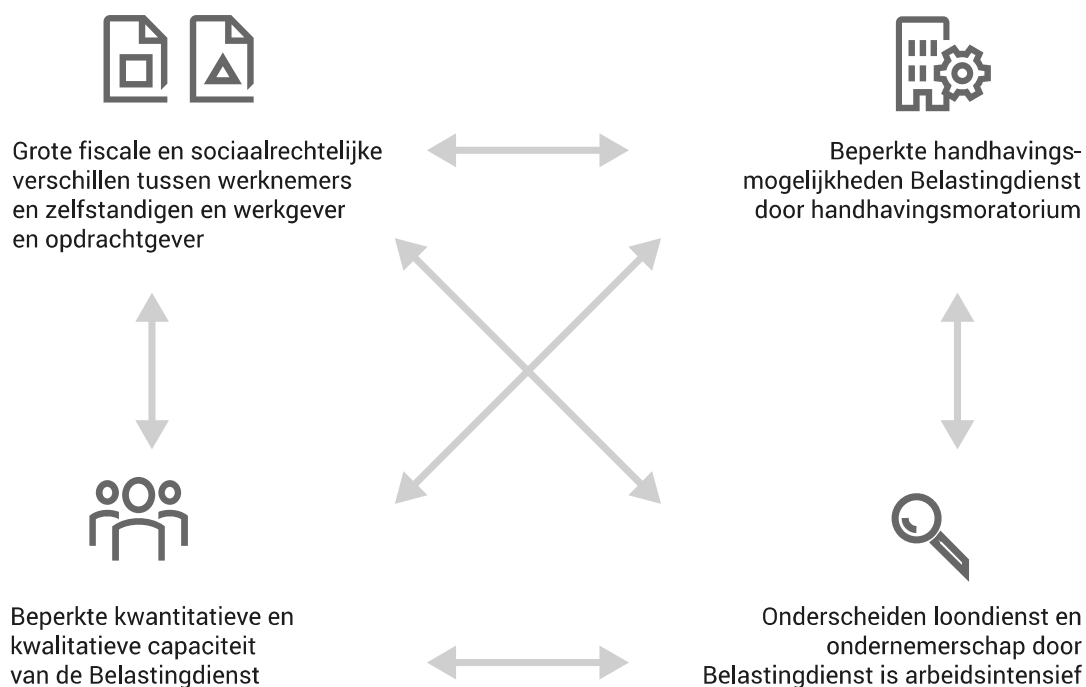 Grote fiscale en sociaalrechtelijke
verschillen tussen werknemers
en zelfstandigen en werkgever
en opdrachtgever
Beperkte handhavings-
mogelijkheden Belastingdienst
door handhavingsmoratorium
Beperkte kwantitatieve en
kwalitatieve capaciteit
van de Belastingdienst
Onderscheiden loondienst en
ondernemerschap door
Belastingdienst is arbeidsintensief